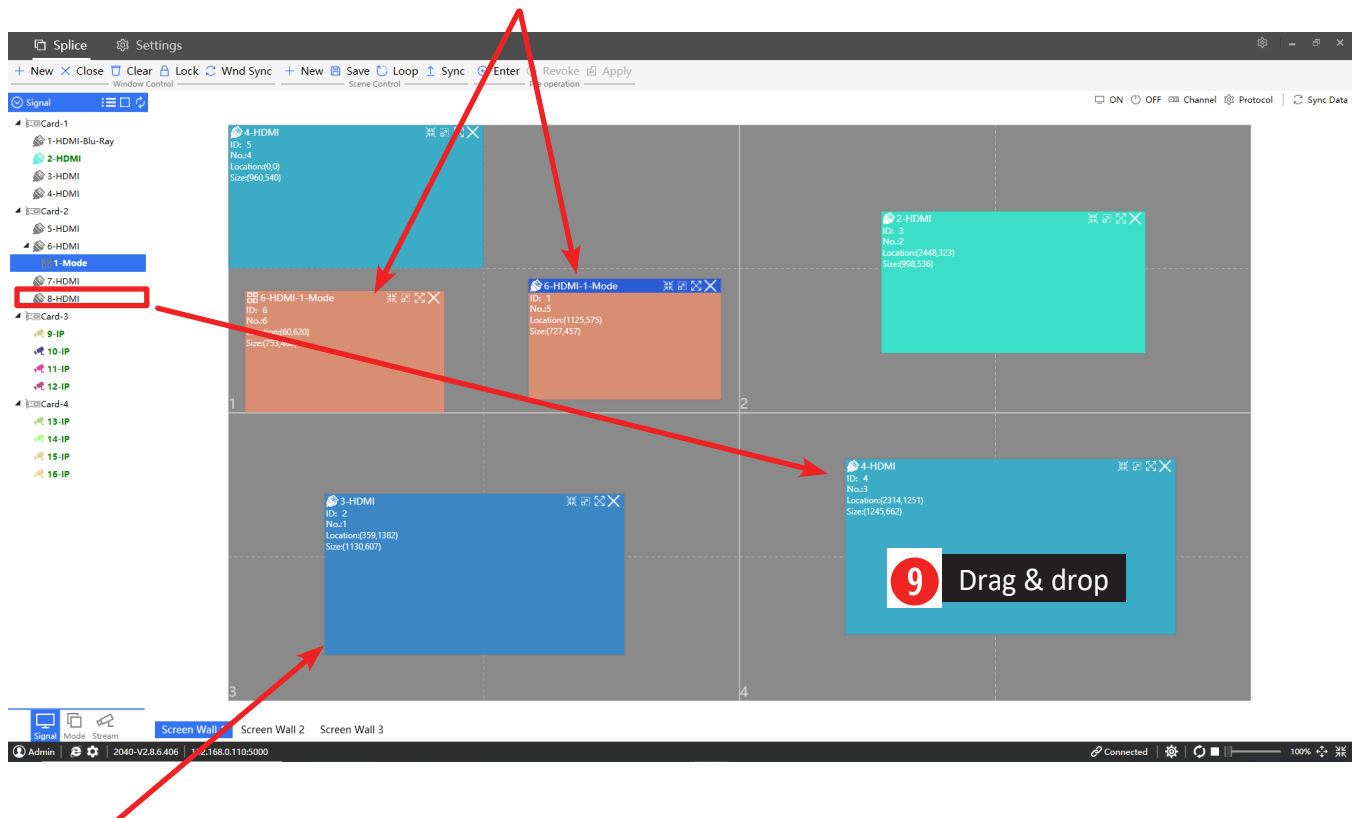 Splice Settings
New Close Clear Lock Wnd Sync New Save Loop Sync Enter Revoke Apply
Window Control Scene Control Pre operation
Signal
ON OFF Channel Protocol Sync Data
Card-1
1-HDMI-Blu-Ray
2-HDMI
3-HDMI
4-HDMI
Card-2
5-HDMI
6-HDMI
1-Mode
7-HDMI
8-HDMI
Card-3
9-IP
10-IP
11-IP
12-IP
Card-4
13-IP
14-IP
15-IP
16-IP
4-HDMI
ID: 5
No.:4
Location:(0,0)
Size:(960,540)
2-HDMI
ID: 3
No.:2
Location:(2448,323)
Size:(998,536)
6-HDMI-1-Mode
ID: 6
No.:6
Location:(60,620)
6-HDMI-1-Mode
ID: 1
No.:5
Location:(1125,575)
Size:(727,457)
1
2
3-HDMI
ID: 2
No.:1
Location:(359,1382)
Size:(1130,607)
4-HDMI
ID: 4
No.:3
Location:(2314,1251)
Size:(1245,662)
9 Drag & drop
3
4
Signal Mode Stream
Screen Wall Screen Wall 2 Screen Wall 3
Admin 2040-V2.8.6.406 Connected 100%